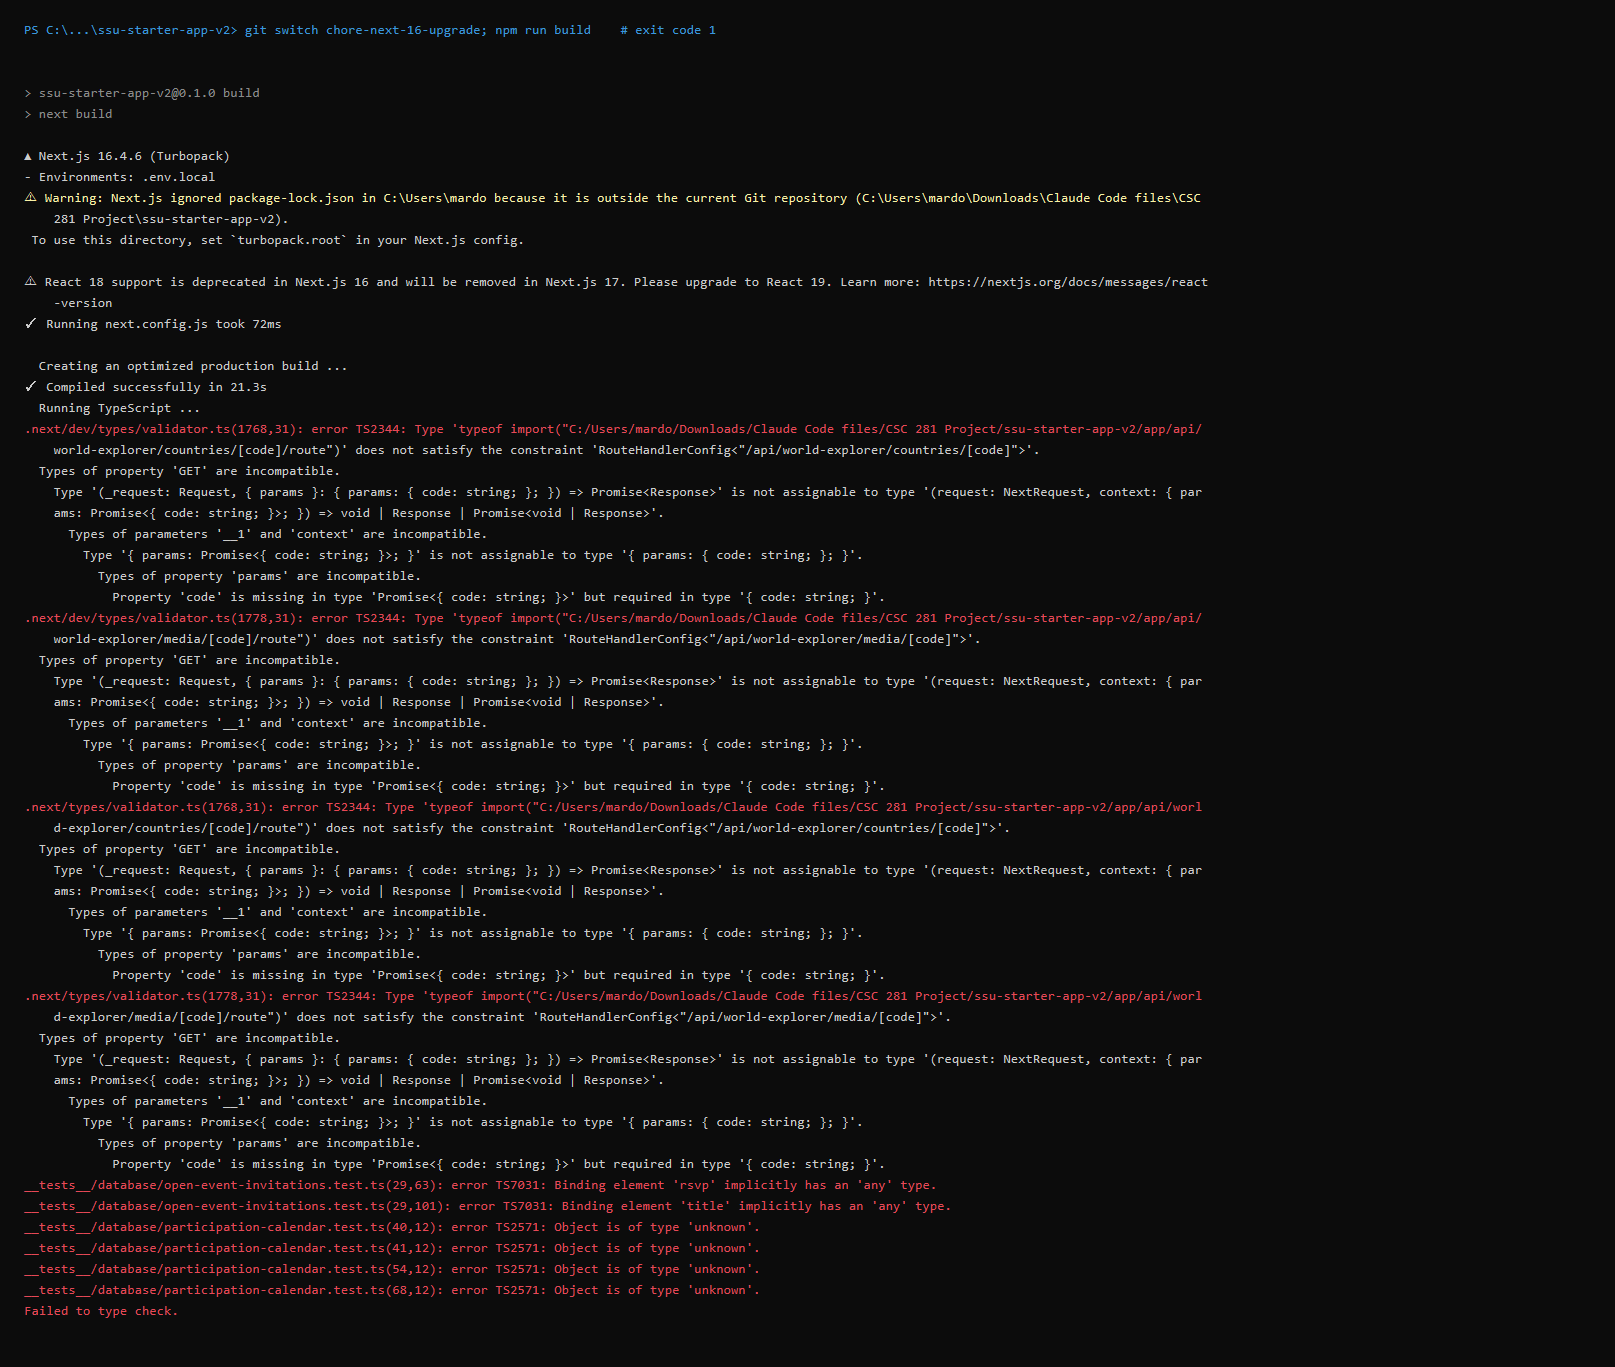 PS C:\...\ssu-starter-app-v2> git switch chore-next-16-upgrade; npm run build    # exit code 1
> ssu-starter-app-v2@0.1.0 build
> next build
▲ Next.js 16.4.6 (Turbopack)
- Environments: .env.local
⚠ Warning: Next.js ignored package-lock.json in C:\Users\mardo because it is outside the current Git repository (C:\Users\mardo\Downloads\Claude Code files\CSC
    281 Project\ssu-starter-app-v2).
 To use this directory, set `turbopack.root` in your Next.js config.
⚠ React 18 support is deprecated in Next.js 16 and will be removed in Next.js 17. Please upgrade to React 19. Learn more: https://nextjs.org/docs/messages/react
    -version
✓ Running next.config.js took 72ms
  Creating an optimized production build ...
✓ Compiled successfully in 21.3s
  Running TypeScript ...
.next/dev/types/validator.ts(1768,31): error TS2344: Type 'typeof import("C:/Users/mardo/Downloads/Claude Code files/CSC 281 Project/ssu-starter-app-v2/app/api/
    world-explorer/countries/[code]/route")' does not satisfy the constraint 'RouteHandlerConfig<"/api/world-explorer/countries/[code]">'.
  Types of property 'GET' are incompatible.
    Type '(_request: Request, { params }: { params: { code: string; }; }) => Promise<Response>' is not assignable to type '(request: NextRequest, context: { par
    ams: Promise<{ code: string; }>; }) => void | Response | Promise<void | Response>'.
      Types of parameters '__1' and 'context' are incompatible.
        Type '{ params: Promise<{ code: string; }>; }' is not assignable to type '{ params: { code: string; }; }'.
          Types of property 'params' are incompatible.
            Property 'code' is missing in type 'Promise<{ code: string; }>' but required in type '{ code: string; }'.
.next/dev/types/validator.ts(1778,31): error TS2344: Type 'typeof import("C:/Users/mardo/Downloads/Claude Code files/CSC 281 Project/ssu-starter-app-v2/app/api/
    world-explorer/media/[code]/route")' does not satisfy the constraint 'RouteHandlerConfig<"/api/world-explorer/media/[code]">'.
  Types of property 'GET' are incompatible.
    Type '(_request: Request, { params }: { params: { code: string; }; }) => Promise<Response>' is not assignable to type '(request: NextRequest, context: { par
    ams: Promise<{ code: string; }>; }) => void | Response | Promise<void | Response>'.
      Types of parameters '__1' and 'context' are incompatible.
        Type '{ params: Promise<{ code: string; }>; }' is not assignable to type '{ params: { code: string; }; }'.
          Types of property 'params' are incompatible.
            Property 'code' is missing in type 'Promise<{ code: string; }>' but required in type '{ code: string; }'.
.next/types/validator.ts(1768,31): error TS2344: Type 'typeof import("C:/Users/mardo/Downloads/Claude Code files/CSC 281 Project/ssu-starter-app-v2/app/api/worl
    d-explorer/countries/[code]/route")' does not satisfy the constraint 'RouteHandlerConfig<"/api/world-explorer/countries/[code]">'.
  Types of property 'GET' are incompatible.
    Type '(_request: Request, { params }: { params: { code: string; }; }) => Promise<Response>' is not assignable to type '(request: NextRequest, context: { par
    ams: Promise<{ code: string; }>; }) => void | Response | Promise<void | Response>'.
      Types of parameters '__1' and 'context' are incompatible.
        Type '{ params: Promise<{ code: string; }>; }' is not assignable to type '{ params: { code: string; }; }'.
          Types of property 'params' are incompatible.
            Property 'code' is missing in type 'Promise<{ code: string; }>' but required in type '{ code: string; }'.
.next/types/validator.ts(1778,31): error TS2344: Type 'typeof import("C:/Users/mardo/Downloads/Claude Code files/CSC 281 Project/ssu-starter-app-v2/app/api/worl
    d-explorer/media/[code]/route")' does not satisfy the constraint 'RouteHandlerConfig<"/api/world-explorer/media/[code]">'.
  Types of property 'GET' are incompatible.
    Type '(_request: Request, { params }: { params: { code: string; }; }) => Promise<Response>' is not assignable to type '(request: NextRequest, context: { par
    ams: Promise<{ code: string; }>; }) => void | Response | Promise<void | Response>'.
      Types of parameters '__1' and 'context' are incompatible.
        Type '{ params: Promise<{ code: string; }>; }' is not assignable to type '{ params: { code: string; }; }'.
          Types of property 'params' are incompatible.
            Property 'code' is missing in type 'Promise<{ code: string; }>' but required in type '{ code: string; }'.
__tests__/database/open-event-invitations.test.ts(29,63): error TS7031: Binding element 'rsvp' implicitly has an 'any' type.
__tests__/database/open-event-invitations.test.ts(29,101): error TS7031: Binding element 'title' implicitly has an 'any' type.
__tests__/database/participation-calendar.test.ts(40,12): error TS2571: Object is of type 'unknown'.
__tests__/database/participation-calendar.test.ts(41,12): error TS2571: Object is of type 'unknown'.
__tests__/database/participation-calendar.test.ts(54,12): error TS2571: Object is of type 'unknown'.
__tests__/database/participation-calendar.test.ts(68,12): error TS2571: Object is of type 'unknown'.
Failed to type check.